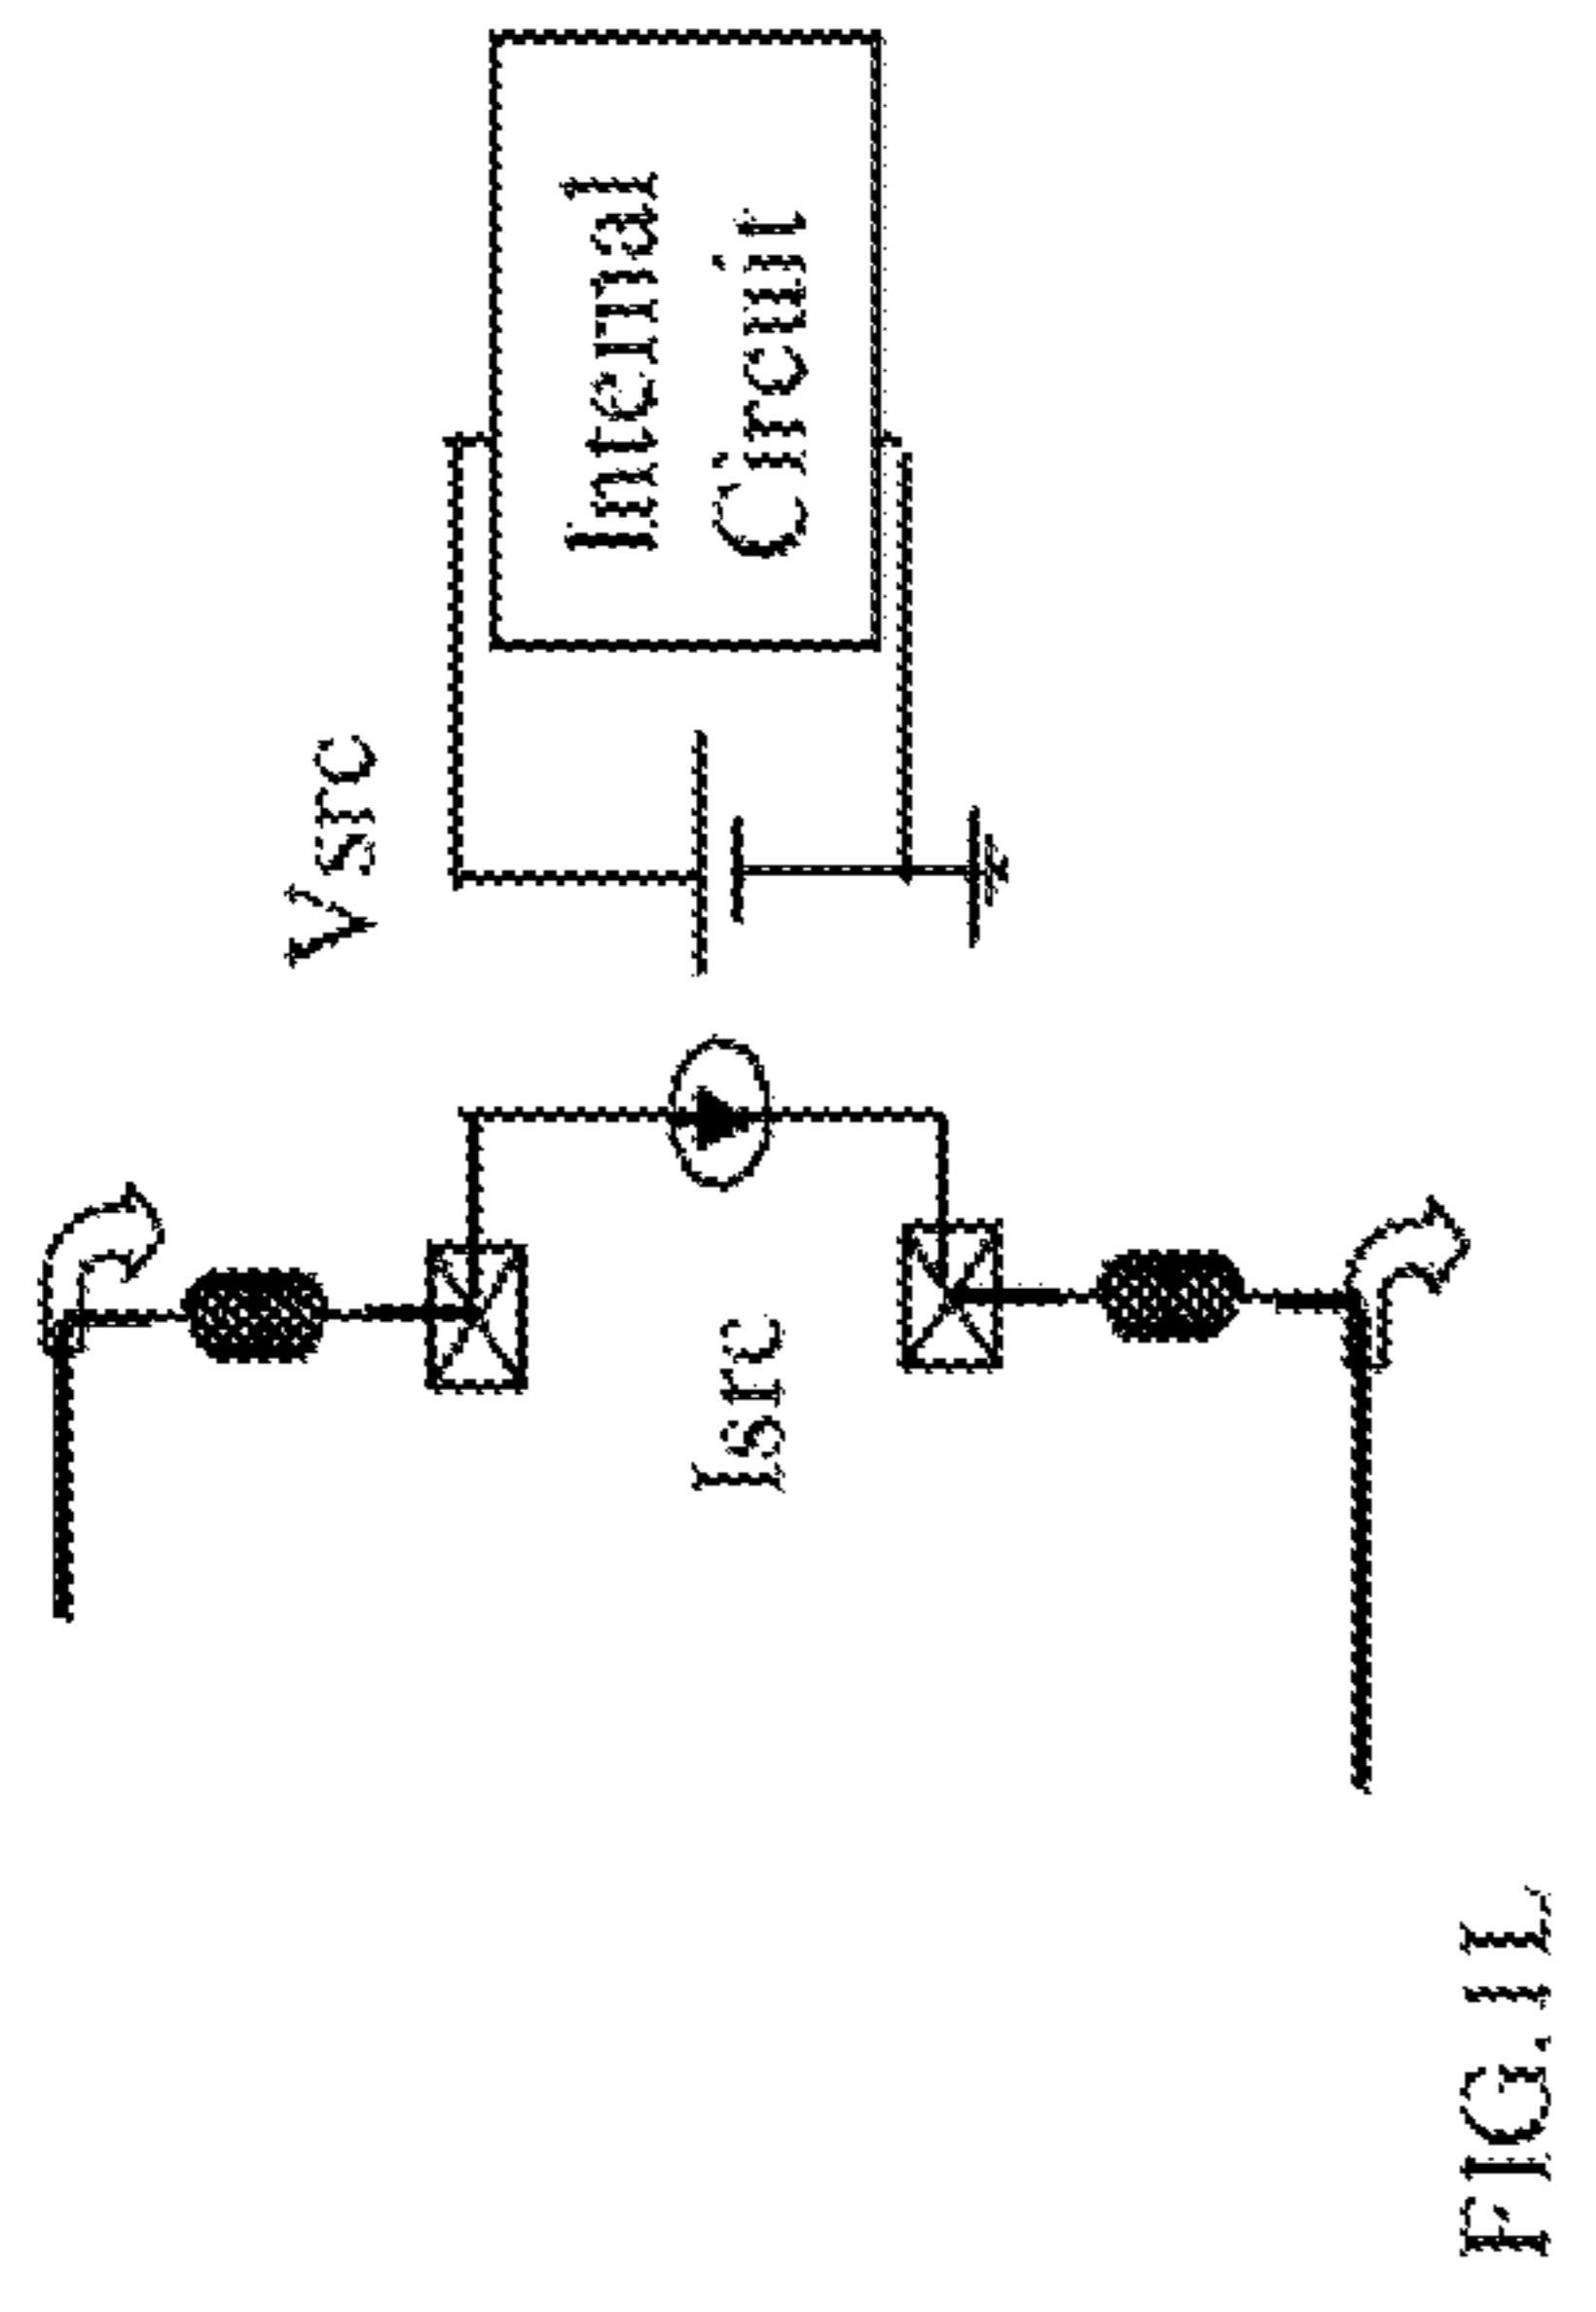 Vsrc
Internal
Circuit
Isrc
FIG. 1L